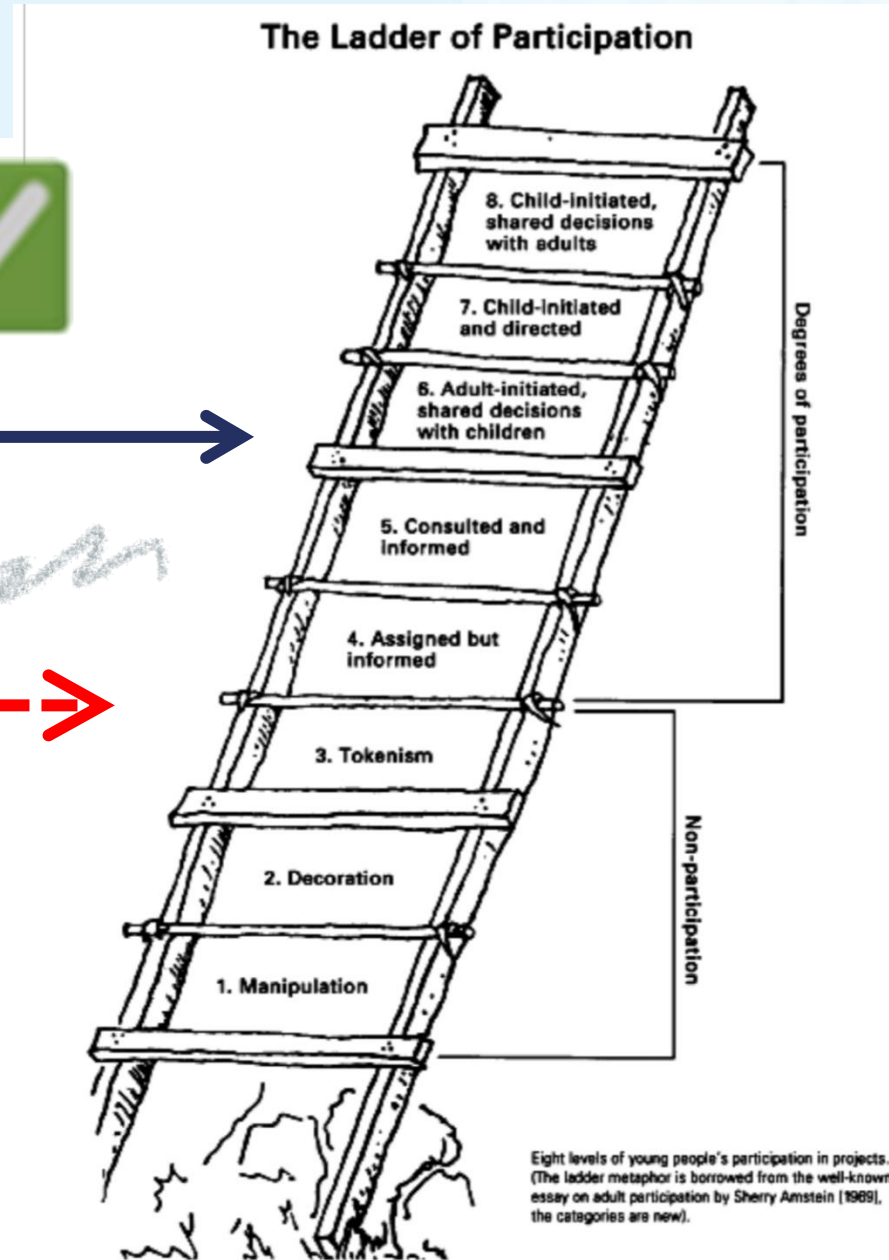 The Ladder of Participation
8. Child-initiated,
shared decisions
with adults
7. Child-initiated
and directed
6. Adult-initiated,
shared decisions
with children
5. Consulted and
informed
4. Assigned but
informed
3. Tokenism
2. Decoration
1. Manipulation
Degrees of participation
Non-participation
Eight levels of young people's participation in projects.
(The ladder metaphor is borrowed from the well-known
essay on adult participation by Sherry Arnstein [1969],
the categories are new).